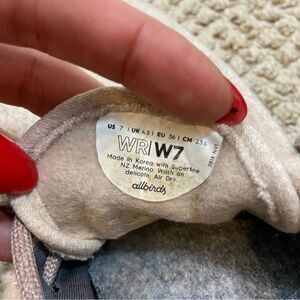 US 7 | UK 4.5 | EU 36 | CM 23.5
WR|W7
Made in Korea with Superfine
NZ Merino. Wash on
delicate. Air Dry.
allbirds